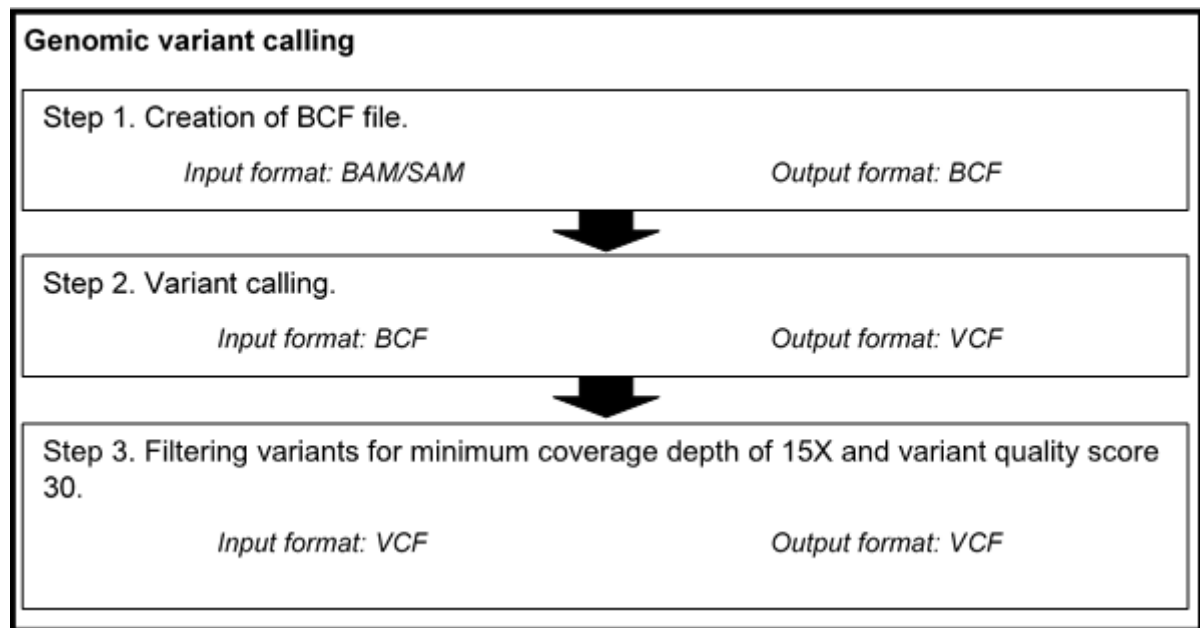 Genomic variant calling
Step 1. Creation of BCF file.
Input format: BAM/SAM Output format: BCF
Step 2. Variant calling.
Input format: BCF Output format: VCF
Step 3. Filtering variants for minimum coverage depth of 15X and variant quality score
30.
Input format: VCF Output format: VCF